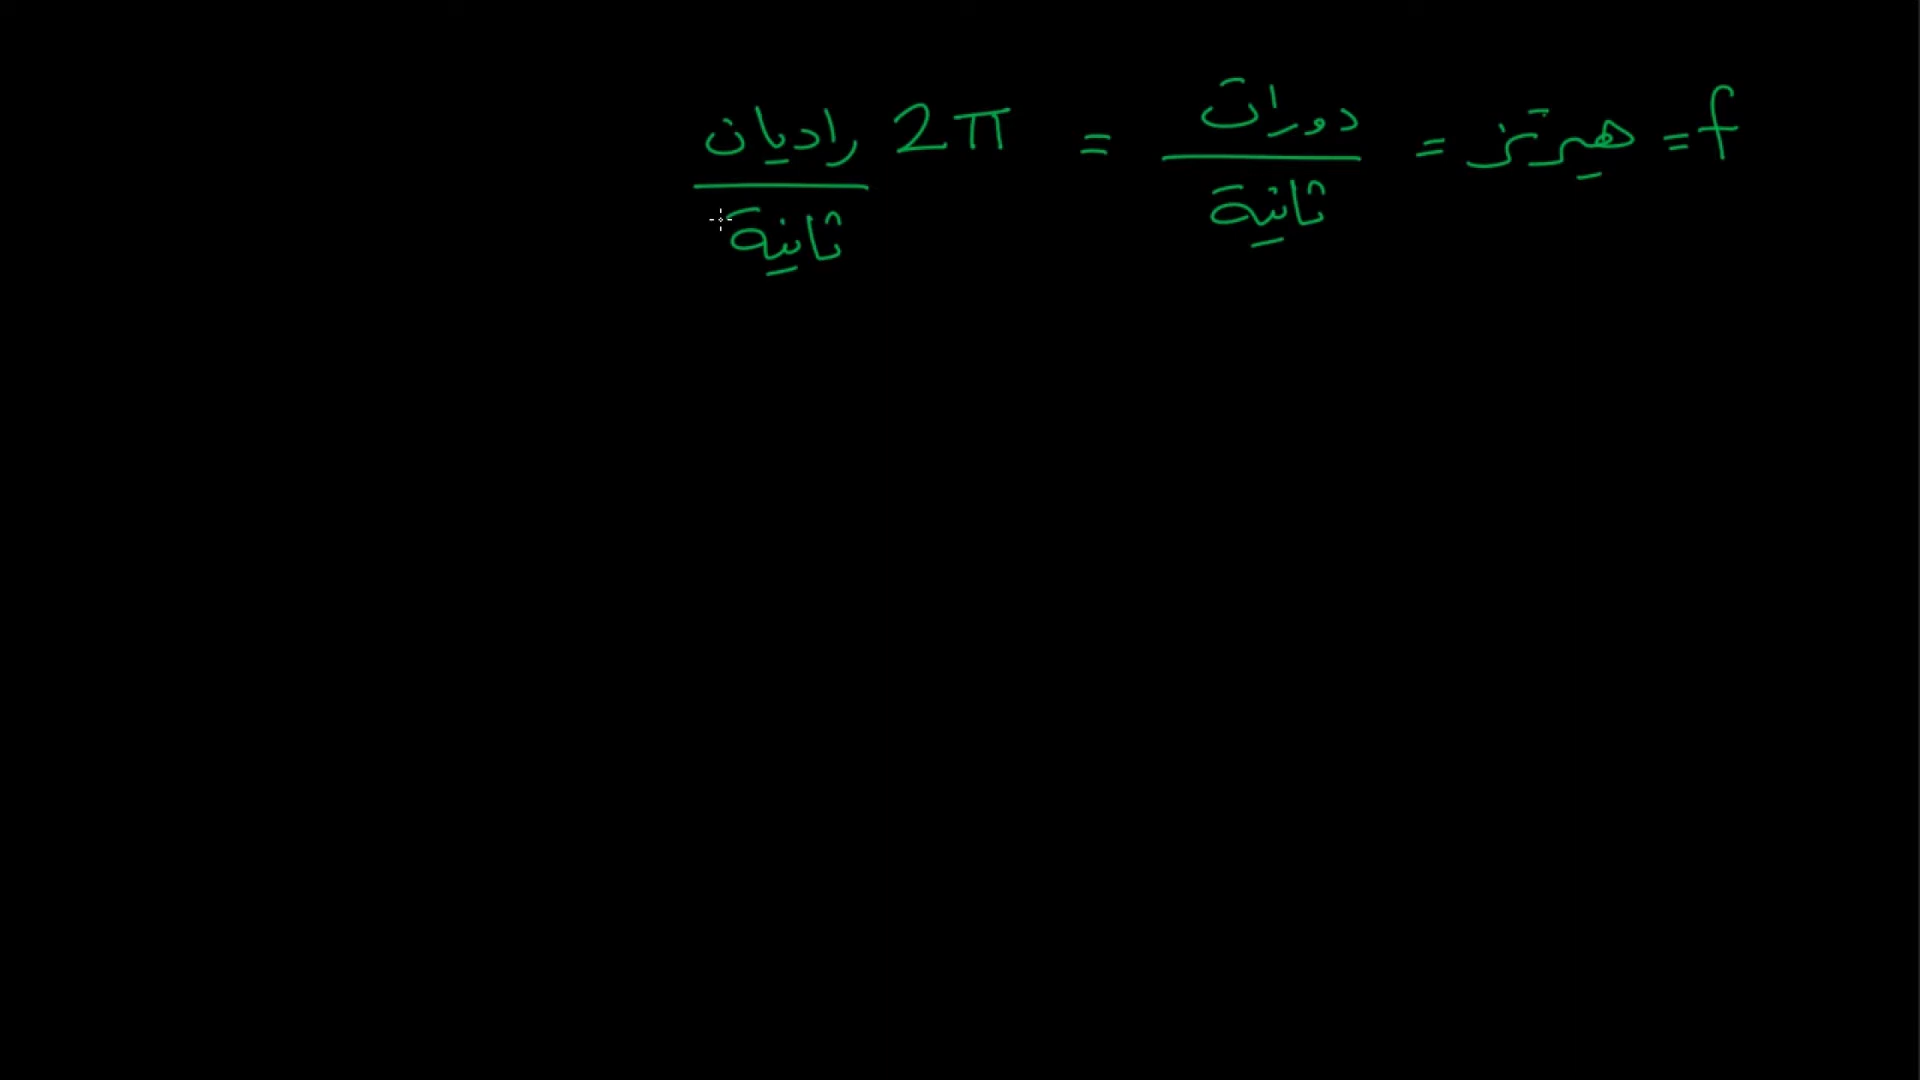 f = هيرتز = دورات / ثانية = 2π راديان / ثانية